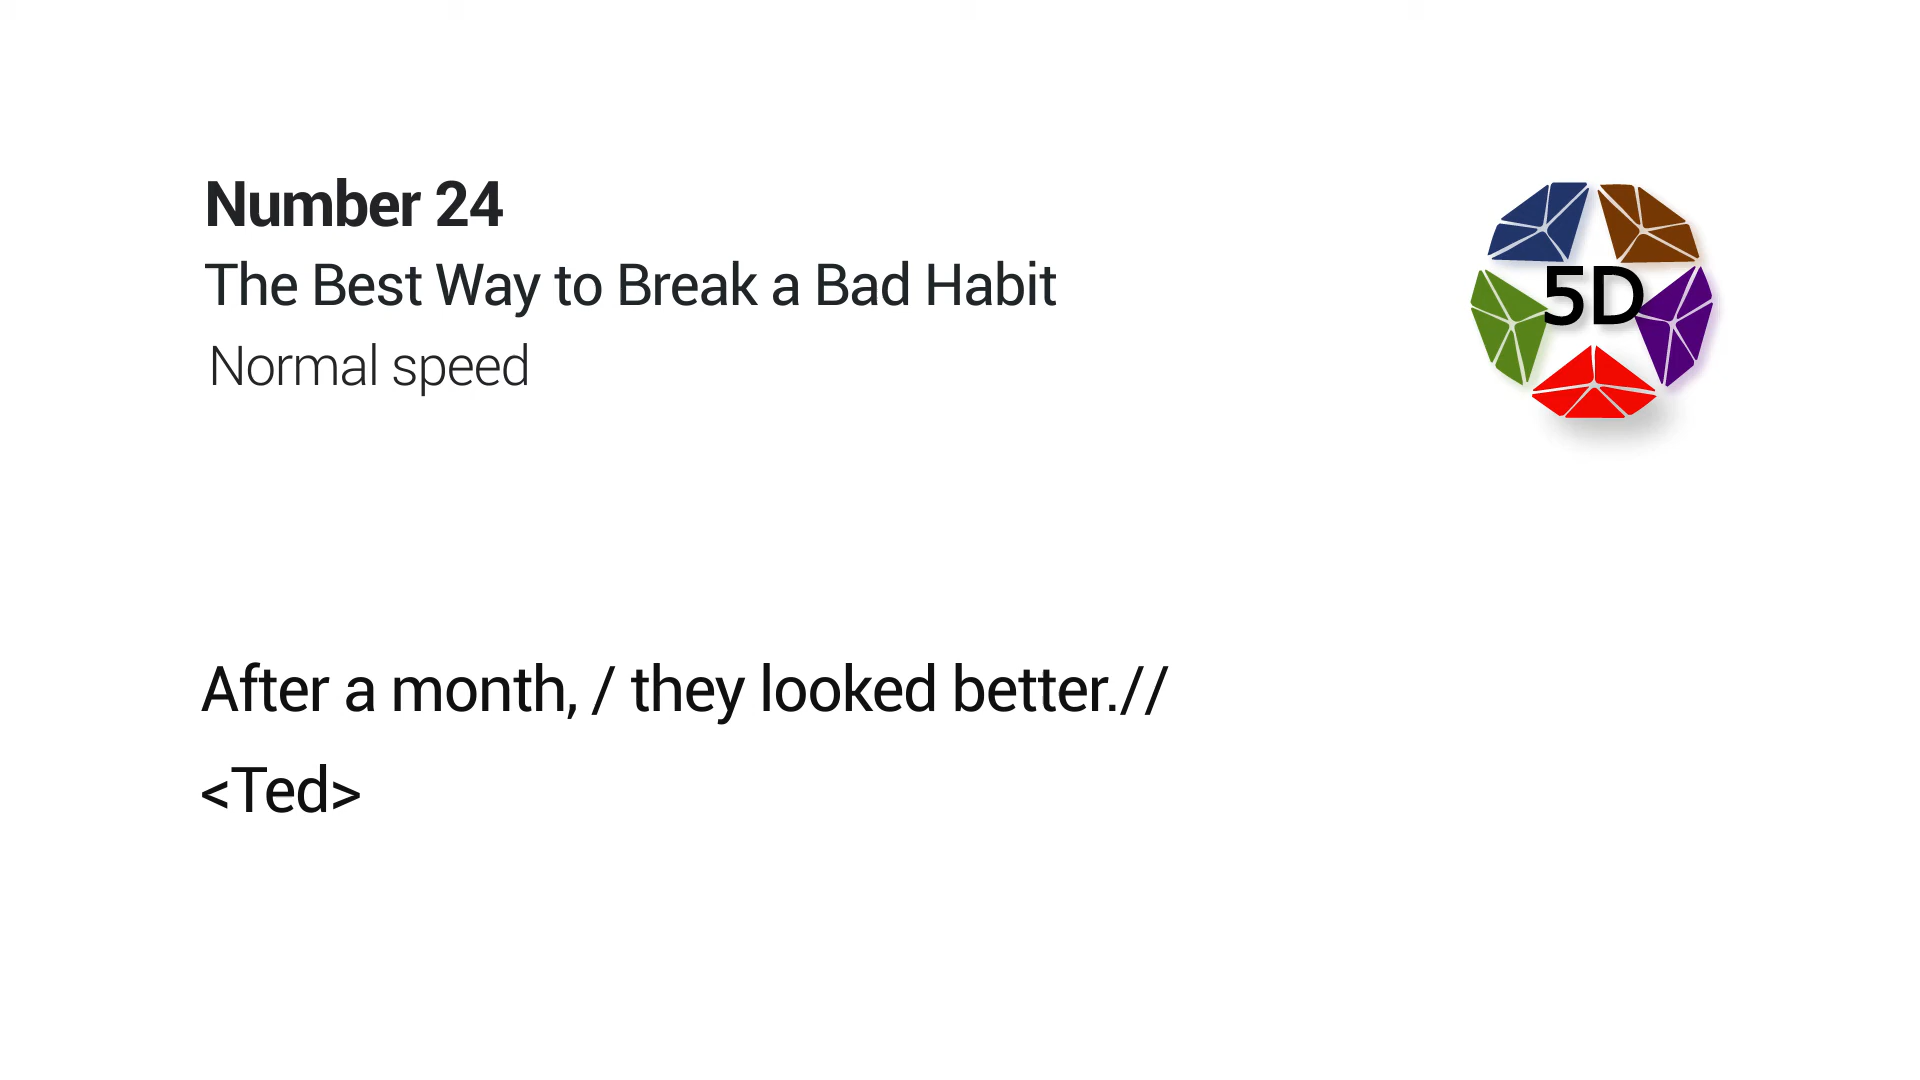 Number 24
The Best Way to Break a Bad Habit
Normal speed
5D
After a month, / they looked better.//
<Ted>